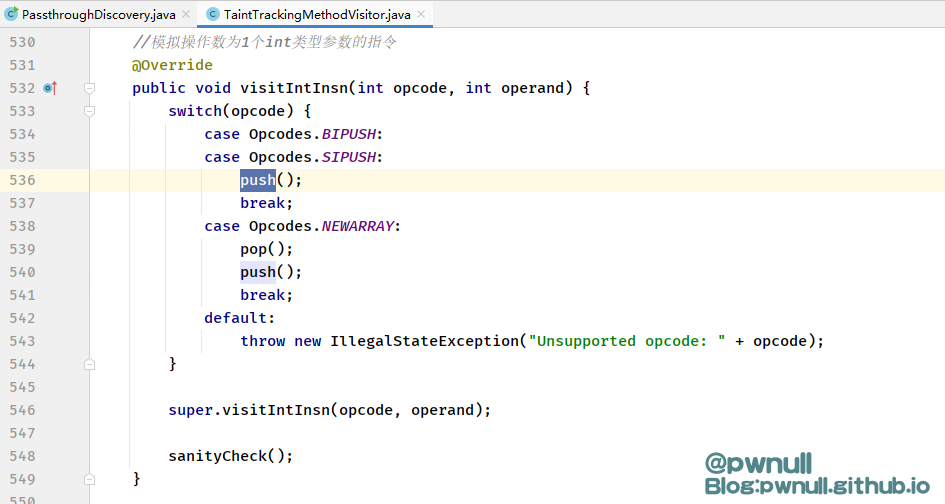 PassthroughDiscovery.java × TaintTrackingMethodVisitor.java ×
530 //模拟操作数为1个int类型参数的指令
531 @Override
532 public void visitIntInsn(int opcode, int operand) {
533 switch(opcode) {
534 case Opcodes.BIPUSH:
535 case Opcodes.SIPUSH:
536 push();
537 break;
538 case Opcodes.NEWARRAY:
539 pop();
540 push();
541 break;
542 default:
543 throw new IllegalStateException("Unsupported opcode: " + opcode);
544 }
545
546 super.visitIntInsn(opcode, operand);
547
548 sanityCheck();
549 }
550
@pwnull
Blog:pwnull.github.io